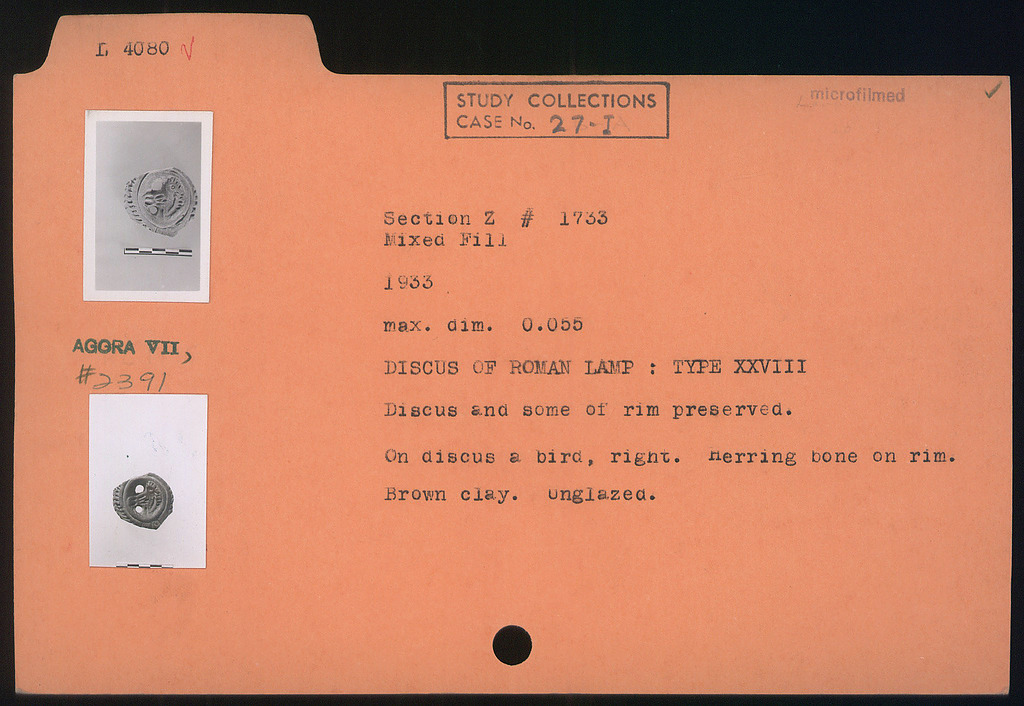 L 4080 ✓
STUDY COLLECTIONS
CASE No. 27-I
microfilmed ✓
Section Z # 1733
Mixed Fill
1933
max. dim. 0.055
AGORA VII,
#2391
DISCUS OF ROMAN LAMP : TYPE XXVIII
Discus and some of rim preserved.
On discus a bird, right. Herring bone on rim.
Brown clay. Unglazed.